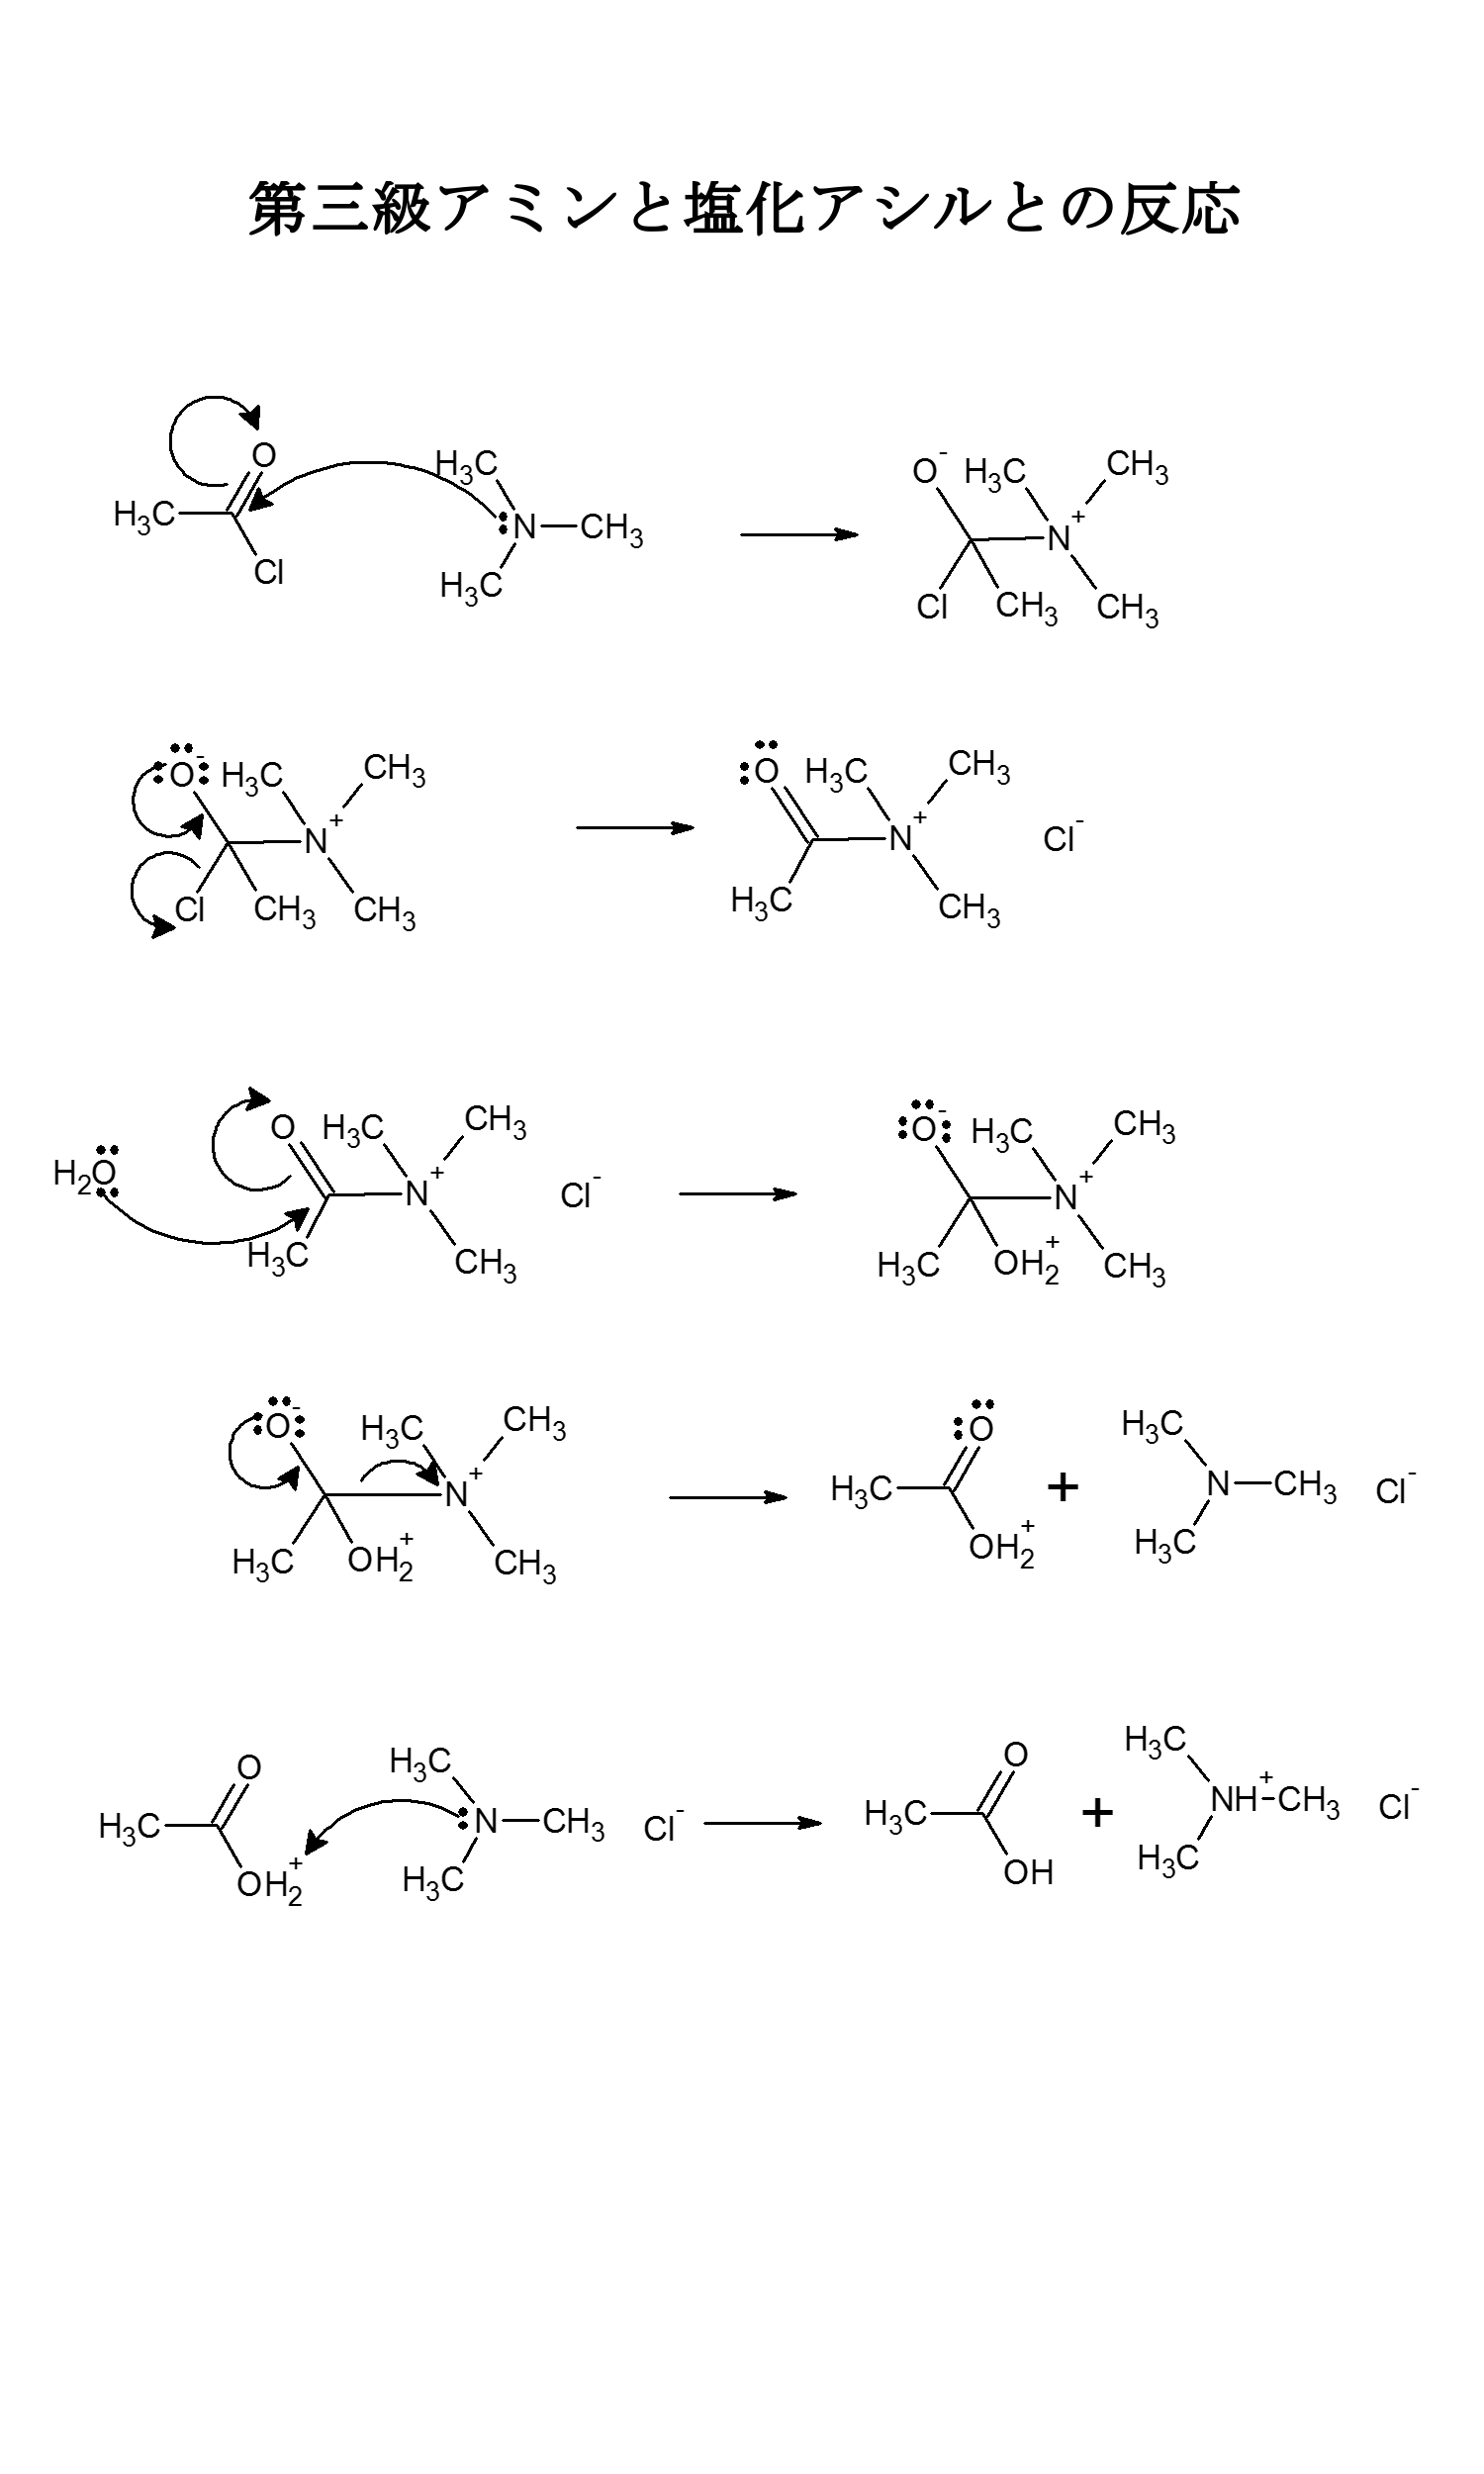 第三級アミンと塩化アシルとの反応
O H₃C
H₃C :N CH₃
Cl H₃C
O⁻ H₃C CH₃
N⁺
Cl CH₃ CH₃
O⁻ H₃C CH₃
N⁺
Cl CH₃ CH₃
O H₃C CH₃
N⁺ Cl⁻
H₃C CH₃
H₂O O H₃C CH₃
N⁺ Cl⁻
H₃C CH₃
O⁻ H₃C CH₃
N⁺
H₃C OH₂⁺ CH₃
O⁻ H₃C CH₃
N⁺
H₃C OH₂⁺ CH₃
O H₃C
H₃C + N CH₃ Cl⁻
OH₂⁺ H₃C
O H₃C
H₃C :N CH₃ Cl⁻
OH₂⁺ H₃C
O H₃C
H₃C + NH⁺ CH₃ Cl⁻
OH H₃C